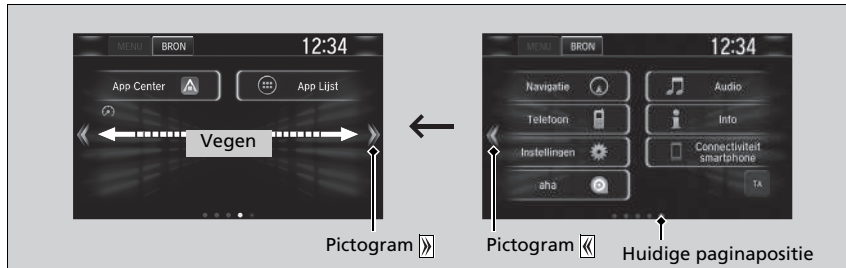 MENU BRON 12:34
App Center App Lijst
Vegen
Pictogram
MENU BRON 12:34
Navigatie Audio
Telefoon Info
Instellingen Connectiviteit
smartphone
aha TA
Pictogram
Huidige paginapositie